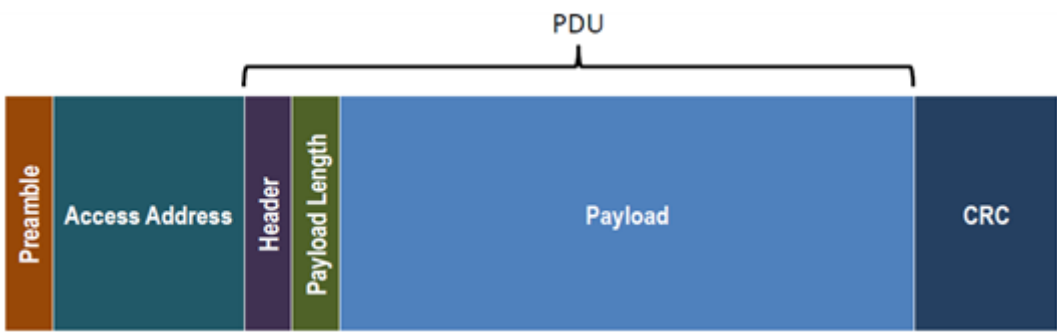 PDU
Preamble
Access Address
Header
Payload Length
Payload
CRC